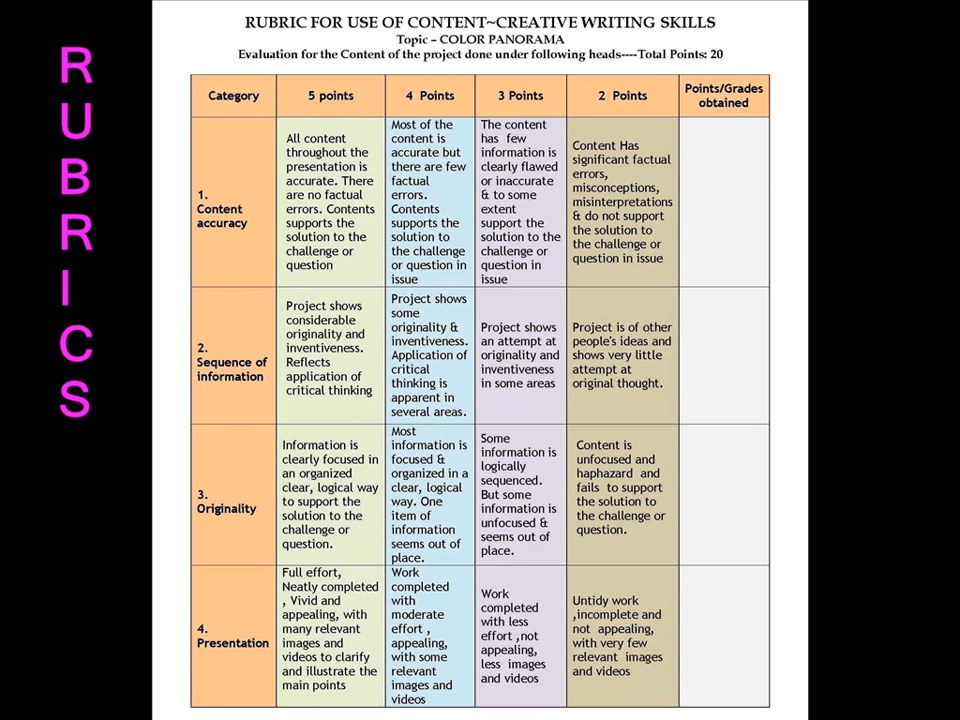 R
U
B
R
I
C
S
RUBRIC FOR USE OF CONTENT~CREATIVE WRITING SKILLS
Topic – COLOR PANORAMA
Evaluation for the Content of the project done under following heads----Total Points: 20
Category
5 points
4 Points
3 Points
2 Points
Points/Grades
obtained
1.
Content
accuracy
All content
throughout the
presentation is
accurate. There
are no factual
errors. Contents
supports the
solution to the
challenge or
question
Most of the
content is
accurate but
there are few
factual
errors.
Contents
supports the
solution to
the challenge
or question in
issue
The content
has few
information is
clearly flawed
or inaccurate
& to some
extent
support the
solution to the
challenge or
question in
issue
Content Has
significant factual
errors,
misconceptions,
misinterpretations
& do not support
the solution to
the challenge or
question in issue
2.
Sequence of
information
Project shows
considerable
originality and
inventiveness.
Reflects
application of
critical thinking
Project shows
some
originality &
inventiveness.
Application of
critical
thinking is
apparent in
several areas.
Project shows
an attempt at
originality and
inventiveness
in some areas
Project is of other
people's ideas and
shows very little
attempt at
original thought.
3.
Originality
Information is
clearly focused in
an organized
clear, logical way
to support the
solution to the
challenge or
question.
Most
information is
focused &
organized in a
clear, logical
way. One
item of
information
seems out of
place.
Some
information is
logically
sequenced.
But some
information is
unfocused &
seems out of
place.
Content is
unfocused and
haphazard and
fails to support
the solution to
the challenge or
question.
4.
Presentation
Full effort,
Neatly completed
, Vivid and
appealing, with
many relevant
images and
videos to clarify
and illustrate the
main points
Work
completed
with
moderate
effort ,
appealing,
with some
relevant
images and
videos
Work
completed
with less
effort ,not
appealing,
less images
and videos
Untidy work
,incomplete and
not appealing,
with very few
relevant images
and videos